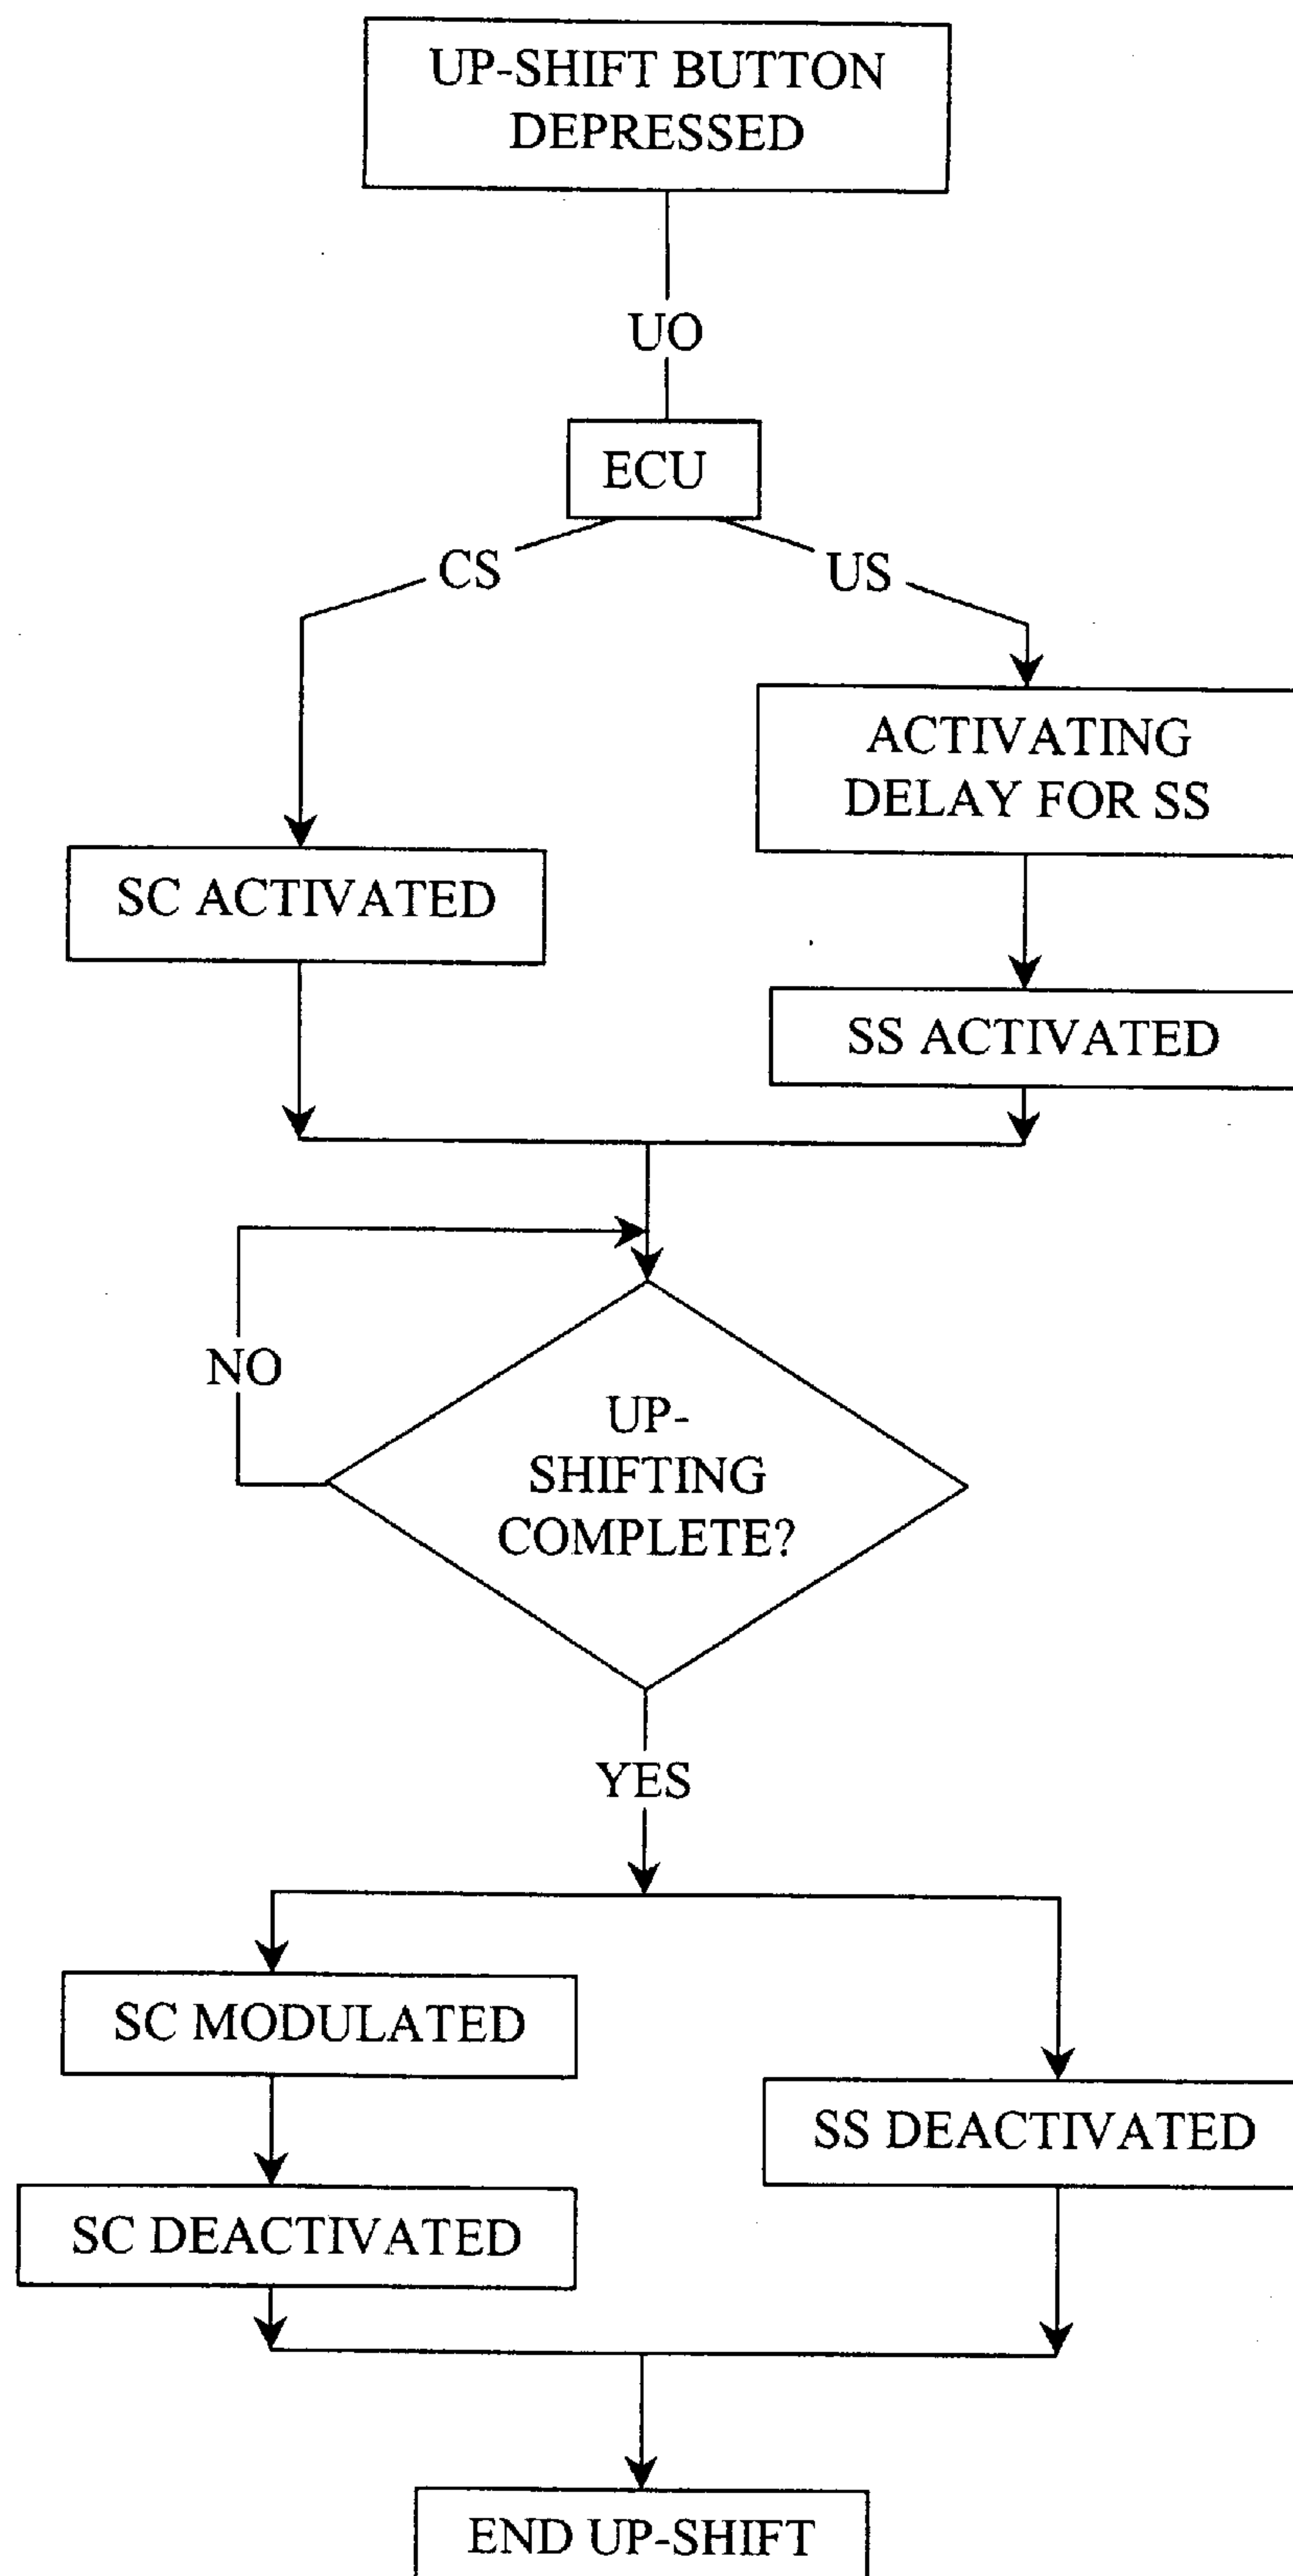 UP-SHIFT BUTTON
DEPRESSED
UO
ECU
CS
US
ACTIVATING
DELAY FOR SS
SC ACTIVATED
SS ACTIVATED
NO
UP-
SHIFTING
COMPLETE?
YES
SC MODULATED
SS DEACTIVATED
SC DEACTIVATED
END UP-SHIFT